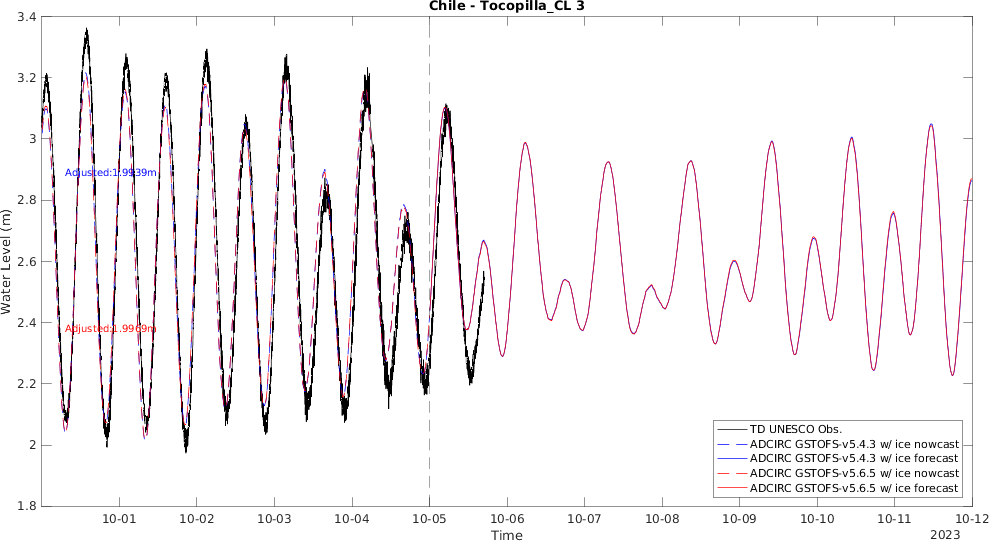 Chile - Tocopilla_CL 3
3.4
3.2
3
2.8
2.6
2.4
2.2
2
1.8
Water Level (m)
Adjusted:1.9939m
Adjusted:1.9969m
TD UNESCO Obs.
ADCIRC GSTOFS-v5.4.3 w/ ice nowcast
ADCIRC GSTOFS-v5.4.3 w/ ice forecast
ADCIRC GSTOFS-v5.6.5 w/ ice nowcast
ADCIRC GSTOFS-v5.6.5 w/ ice forecast
10-01 10-02 10-03 10-04 10-05 10-06 10-07 10-08 10-09 10-10 10-11 10-12
Time
2023